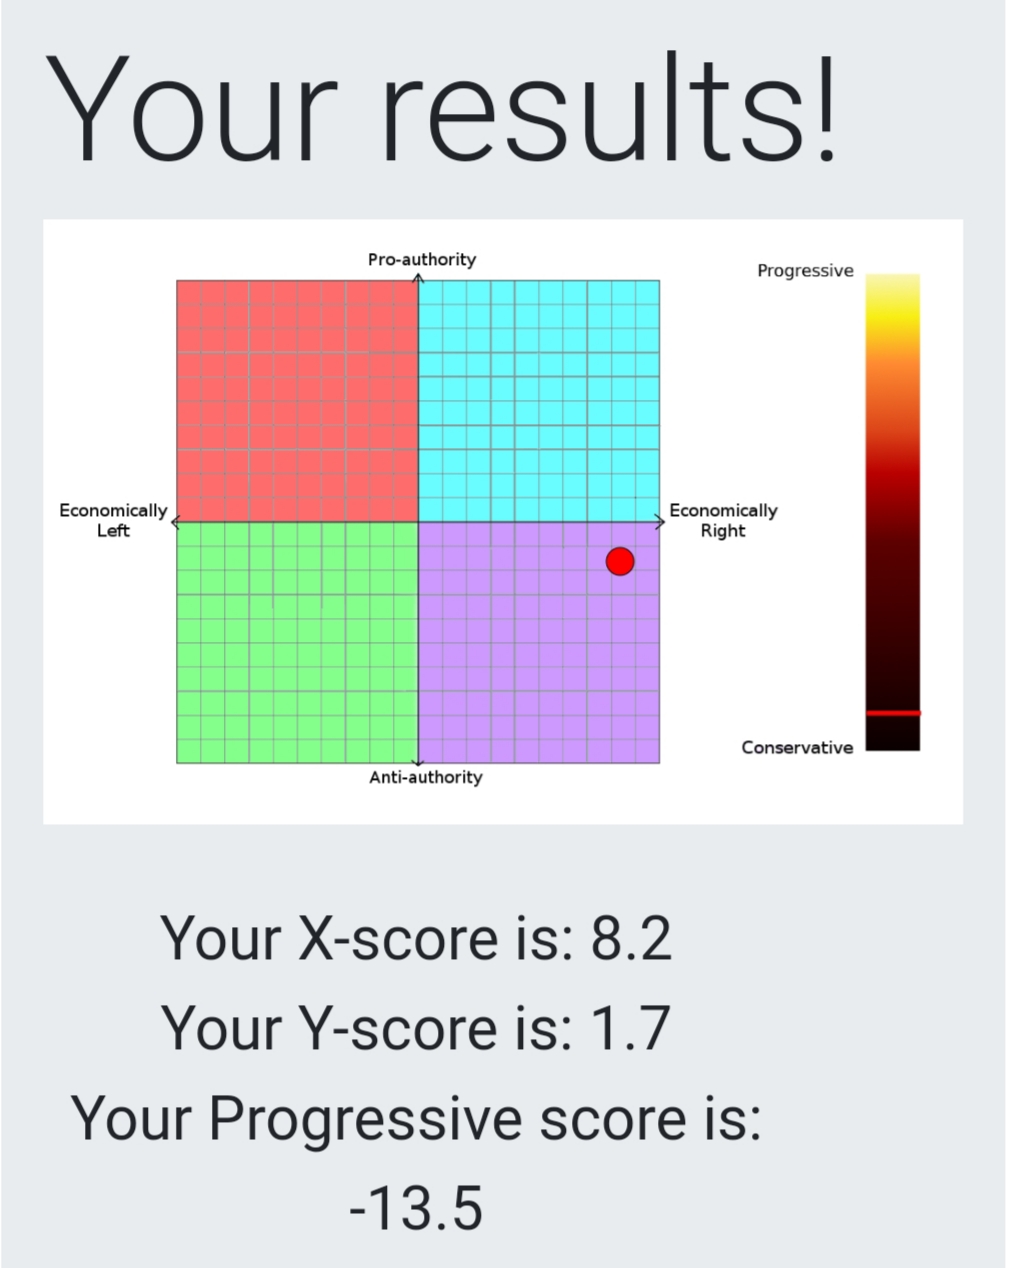 Your results!
Pro-authority
Progressive
Economically
Left
Economically
Right
Conservative
Anti-authority
Your X-score is: 8.2
Your Y-score is: 1.7
Your Progressive score is:
-13.5